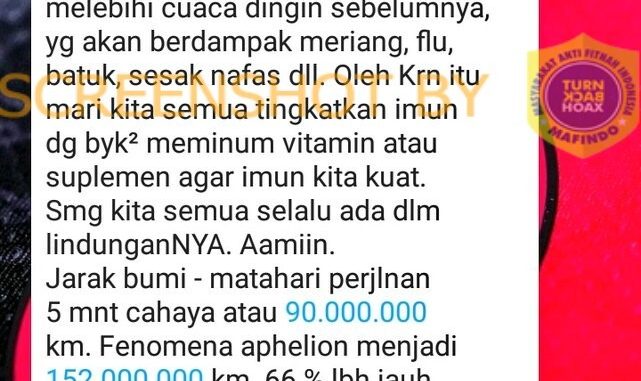 melebihi cuaca dingin sebelumnya,
yg akan berdampak meriang, flu,
batuk, sesak nafas dll. Oleh Krn itu
SCREENSHOT BY
mari kita semua tingkatkan imun
dg byk² meminum vitamin atau
suplemen agar imun kita kuat.
Smg kita semua selalu ada dlm
lindunganNYA. Aamiin.
Jarak bumi - matahari perjlnan
5 mnt cahaya atau 90.000.000
km. Fenomena aphelion menjadi
152.000.000 km. 66 % lbh jauh
MASYARAKAT ANTI FITNAH INDONESIA
TURN
BACK
HOAX
MAFINDO